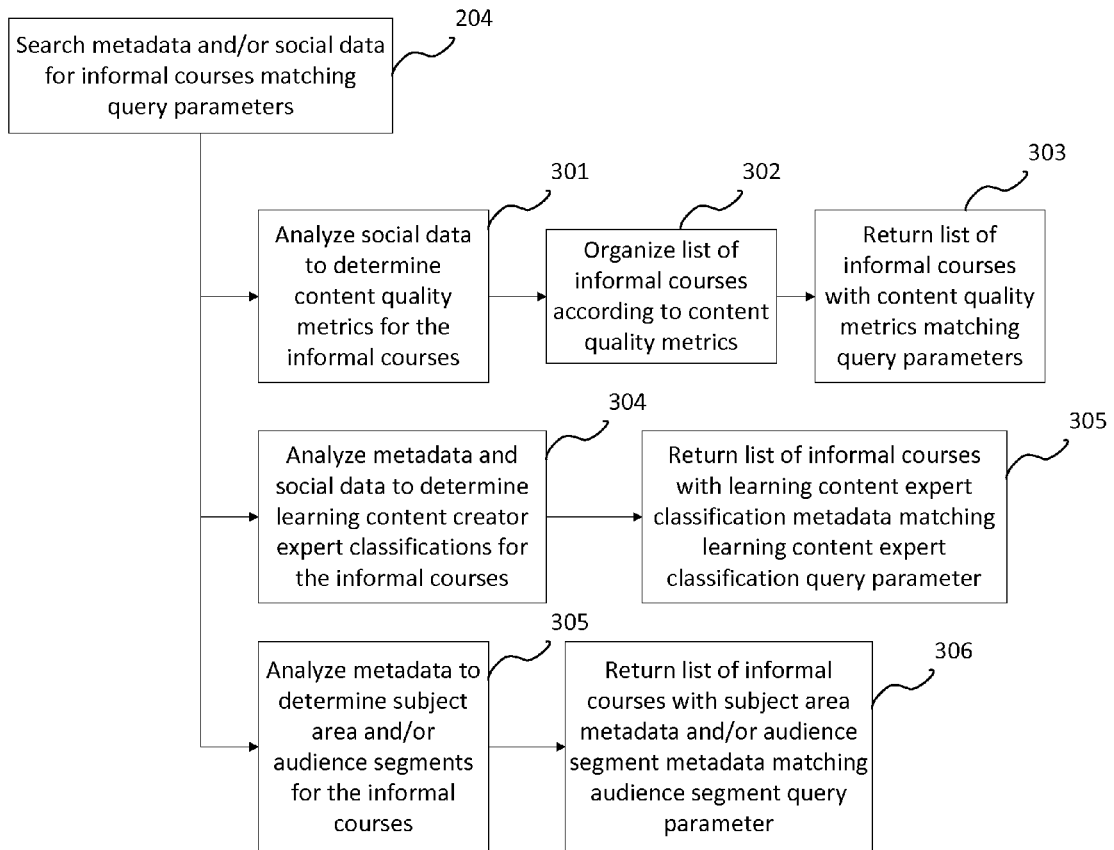 204
Search metadata and/or social data
for informal courses matching
query parameters
301
Analyze social data
to determine
content quality
metrics for the
informal courses
302
Organize list of
informal courses
according to content
quality metrics
303
Return list of
informal courses
with content quality
metrics matching
query parameters
304
Analyze metadata and
social data to determine
learning content creator
expert classifications for
the informal courses
305
Return list of informal courses
with learning content expert
classification metadata matching
learning content expert
classification query parameter
305
Analyze metadata to
determine subject
area and/or
audience segments
for the informal
courses
306
Return list of informal
courses with subject area
metadata and/or audience
segment metadata matching
audience segment query
parameter